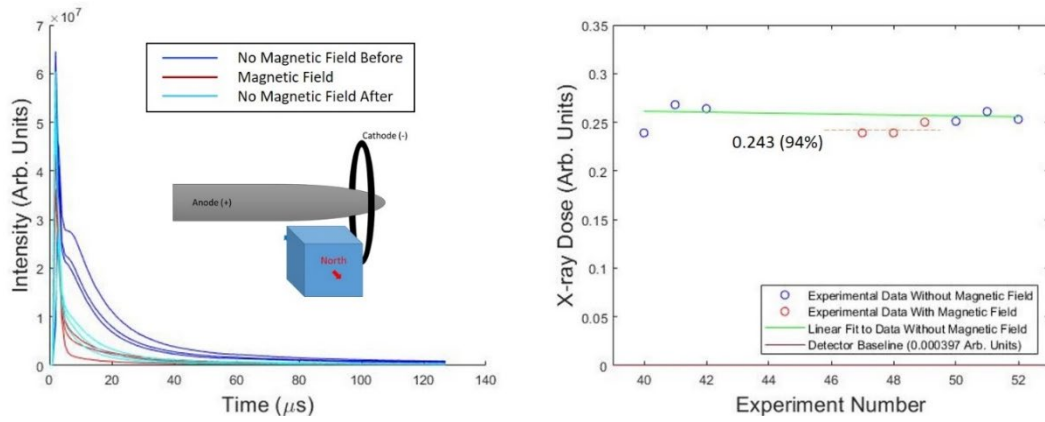 ×10⁷
7
6
5
4
3
2
1
0
Intensity (Arb. Units)
No Magnetic Field Before
Magnetic Field
No Magnetic Field After
Cathode (-)
Anode (+)
North
0 20 40 60 80 100 120 140
Time (μs)
0.35
0.3
0.25
0.2
0.15
0.1
0.05
0
X-ray Dose (Arb. Units)
0.243 (94%)
Experimental Data Without Magnetic Field
Experimental Data With Magnetic Field
Linear Fit to Data Without Magnetic Field
Detector Baseline (0.000397 Arb. Units)
40 42 44 46 48 50 52
Experiment Number